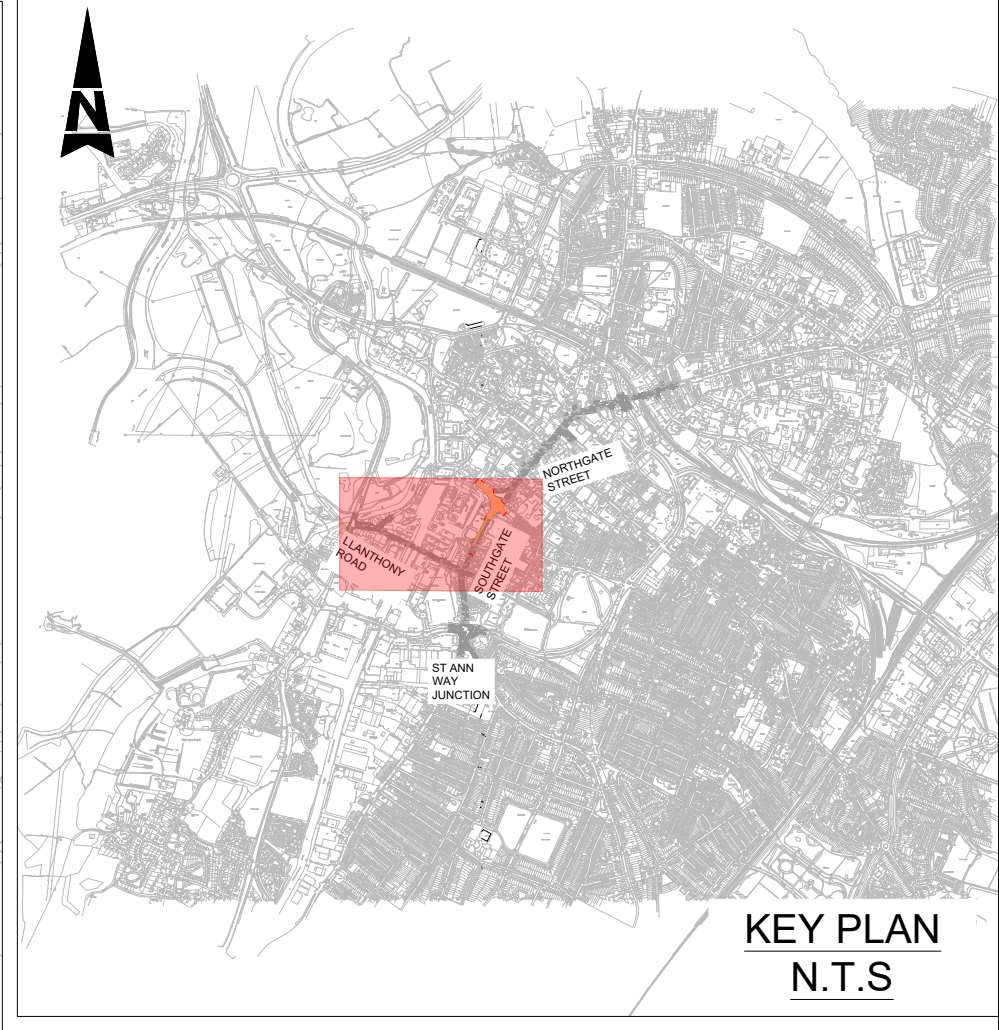 N
NORTHGATE
STREET
LLANTHONY
ROAD
SOUTHGATE
STREET
ST ANN
WAY
JUNCTION
KEY PLAN
N.T.S